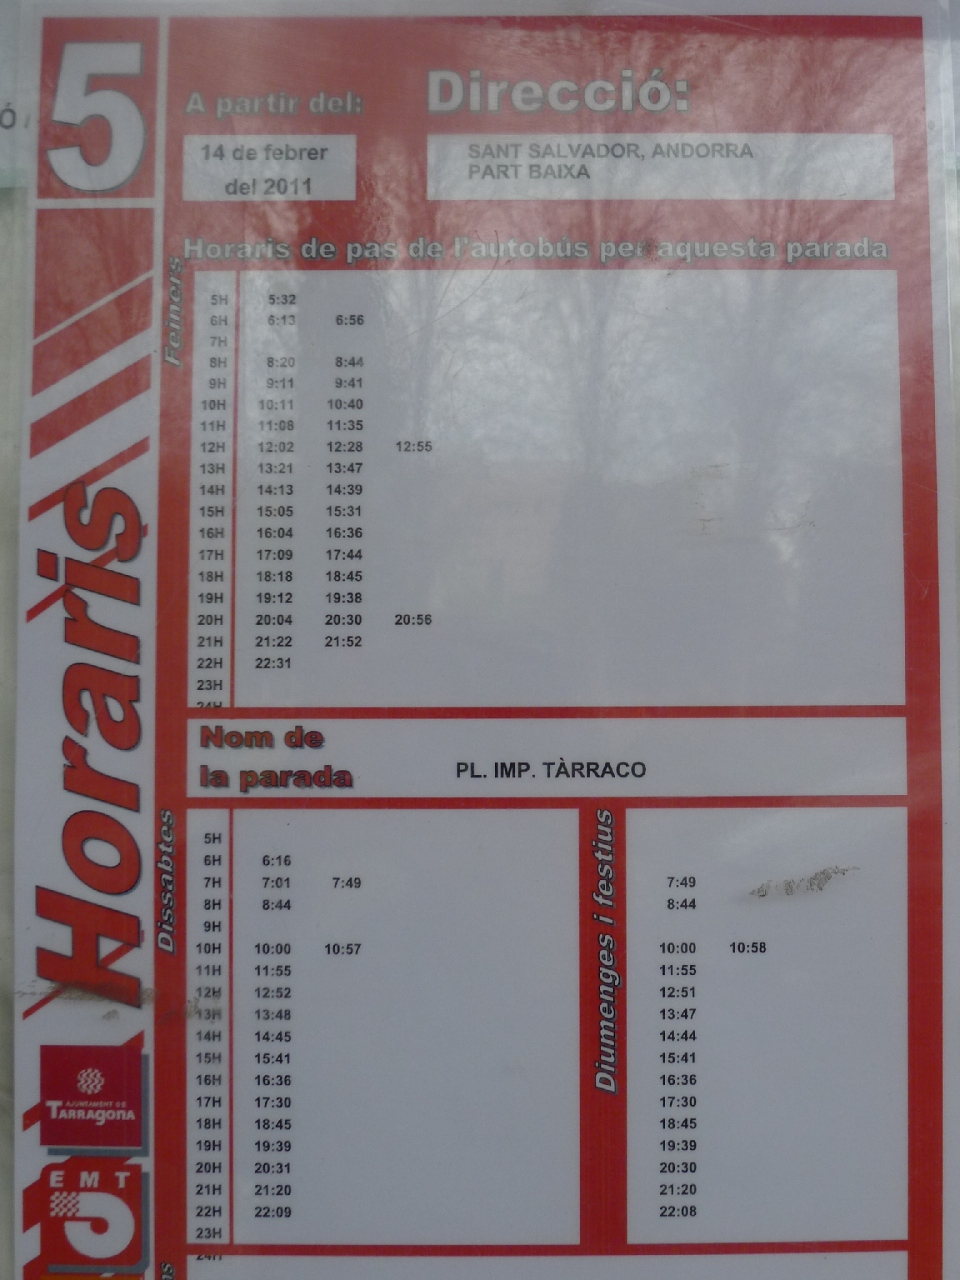 5
A partir del:
Direcció:
14 de febrer
del 2011
SANT SALVADOR, ANDORRA
PART BAIXA
Horaris de pas de l'autobús per aquesta parada
Feiners
5H 5:32
6H 6:13 6:56
7H
8H 8:20 8:44
9H 9:11 9:41
10H 10:11 10:40
11H 11:08 11:35
12H 12:02 12:28 12:55
13H 13:21 13:47
14H 14:13 14:39
15H 15:05 15:31
16H 16:04 16:36
17H 17:09 17:44
18H 18:18 18:45
19H 19:12 19:38
20H 20:04 20:30 20:56
21H 21:22 21:52
22H 22:31
23H
24H
Horaris
Nom de
la parada
PL. IMP. TÀRRACO
Dissabtes
5H
6H 6:16
7H 7:01 7:49
8H 8:44
9H
10H 10:00 10:57
11H 11:55
12H 12:52
13H 13:48
14H 14:45
15H 15:41
16H 16:36
17H 17:30
18H 18:45
19H 19:39
20H 20:31
21H 21:20
22H 22:09
23H
24H
Diumenges i festius
7:49
8:44
10:00 10:58
11:55
12:51
13:47
14:44
15:41
16:36
17:30
18:45
19:39
20:30
21:20
22:08
AJUNTAMENT DE
TARRAGONA
EMT